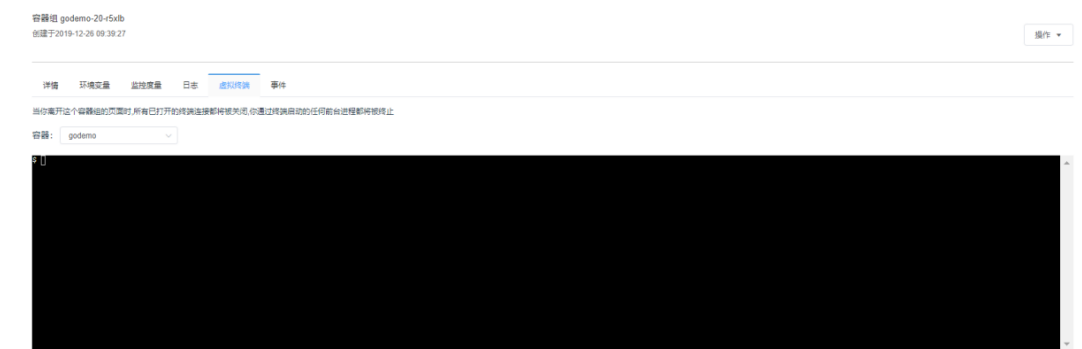 容器组 godemo-20-r5xlb
创建于2019-12-26 09:39:27
操作
详情 环境变量 监控度量 日志 虚拟终端 事件
当你离开这个容器组的页面时,所有已打开的终端连接都将被关闭,你通过终端启动的任何前台进程都将被终止
容器: godemo
$